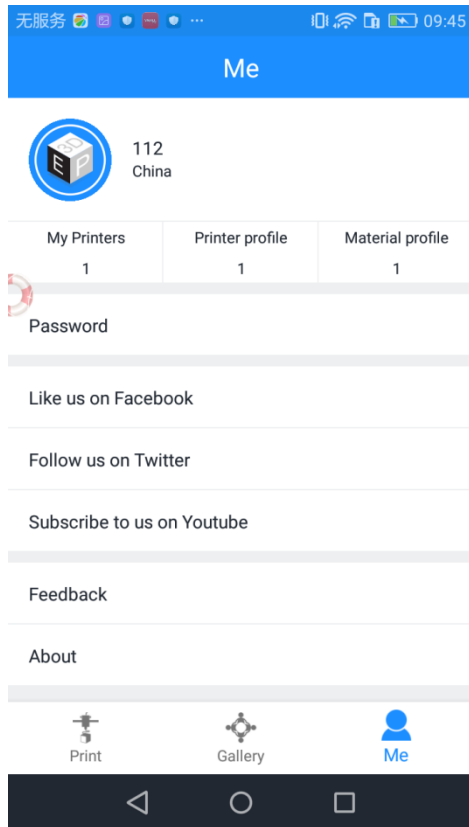 无服务 ··· 09:45
Me
3D
E P
112
China
My Printers Printer profile Material profile
1 1 1
Password
Like us on Facebook
Follow us on Twitter
Subscribe to us on Youtube
Feedback
About
Print Gallery Me